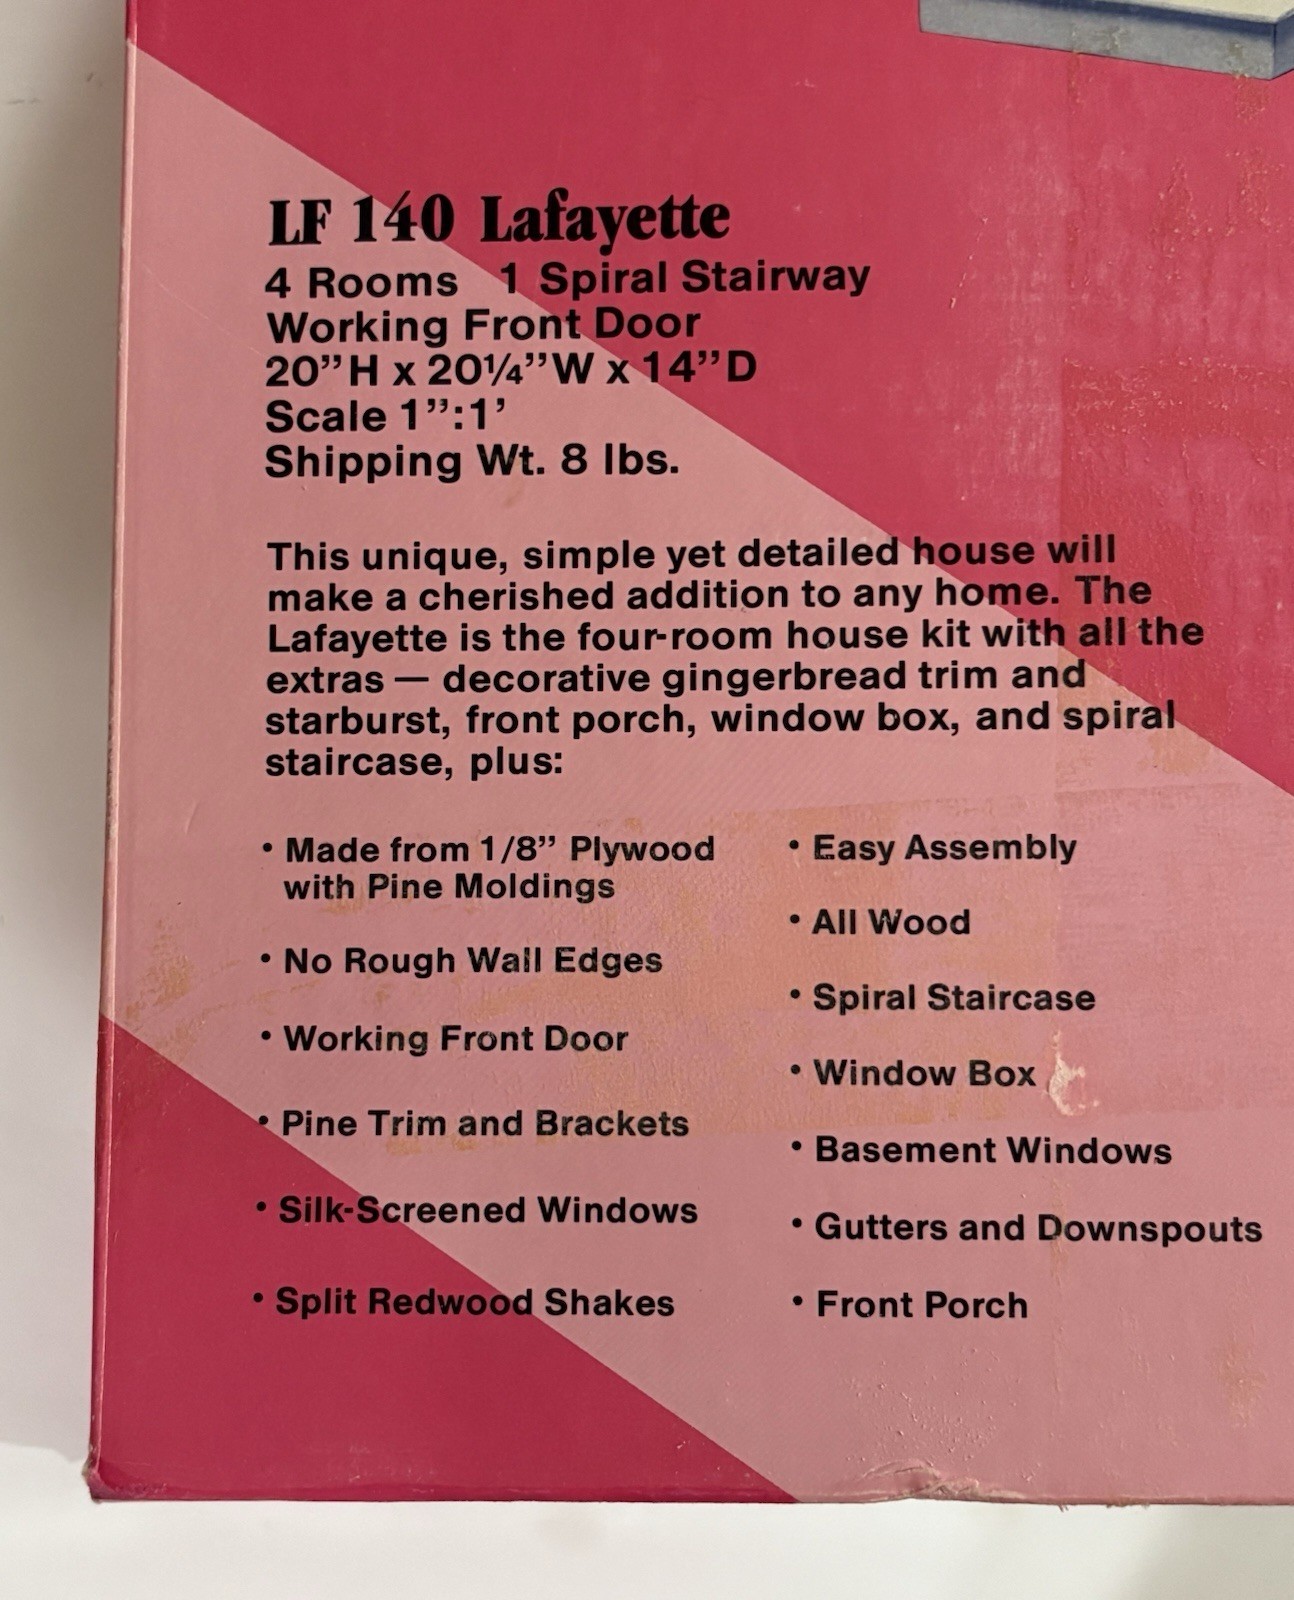 LF 140 Lafayette
4 Rooms 1 Spiral Stairway
Working Front Door
20”H x 20¼”W x 14”D
Scale 1”:1’
Shipping Wt. 8 lbs.
This unique, simple yet detailed house will
make a cherished addition to any home. The
Lafayette is the four-room house kit with all the
extras — decorative gingerbread trim and
starburst, front porch, window box, and spiral
staircase, plus:
• Made from 1/8” Plywood
with Pine Moldings
• No Rough Wall Edges
• Working Front Door
• Pine Trim and Brackets
• Silk-Screened Windows
• Split Redwood Shakes
• Easy Assembly
• All Wood
• Spiral Staircase
• Window Box
• Basement Windows
• Gutters and Downspouts
• Front Porch